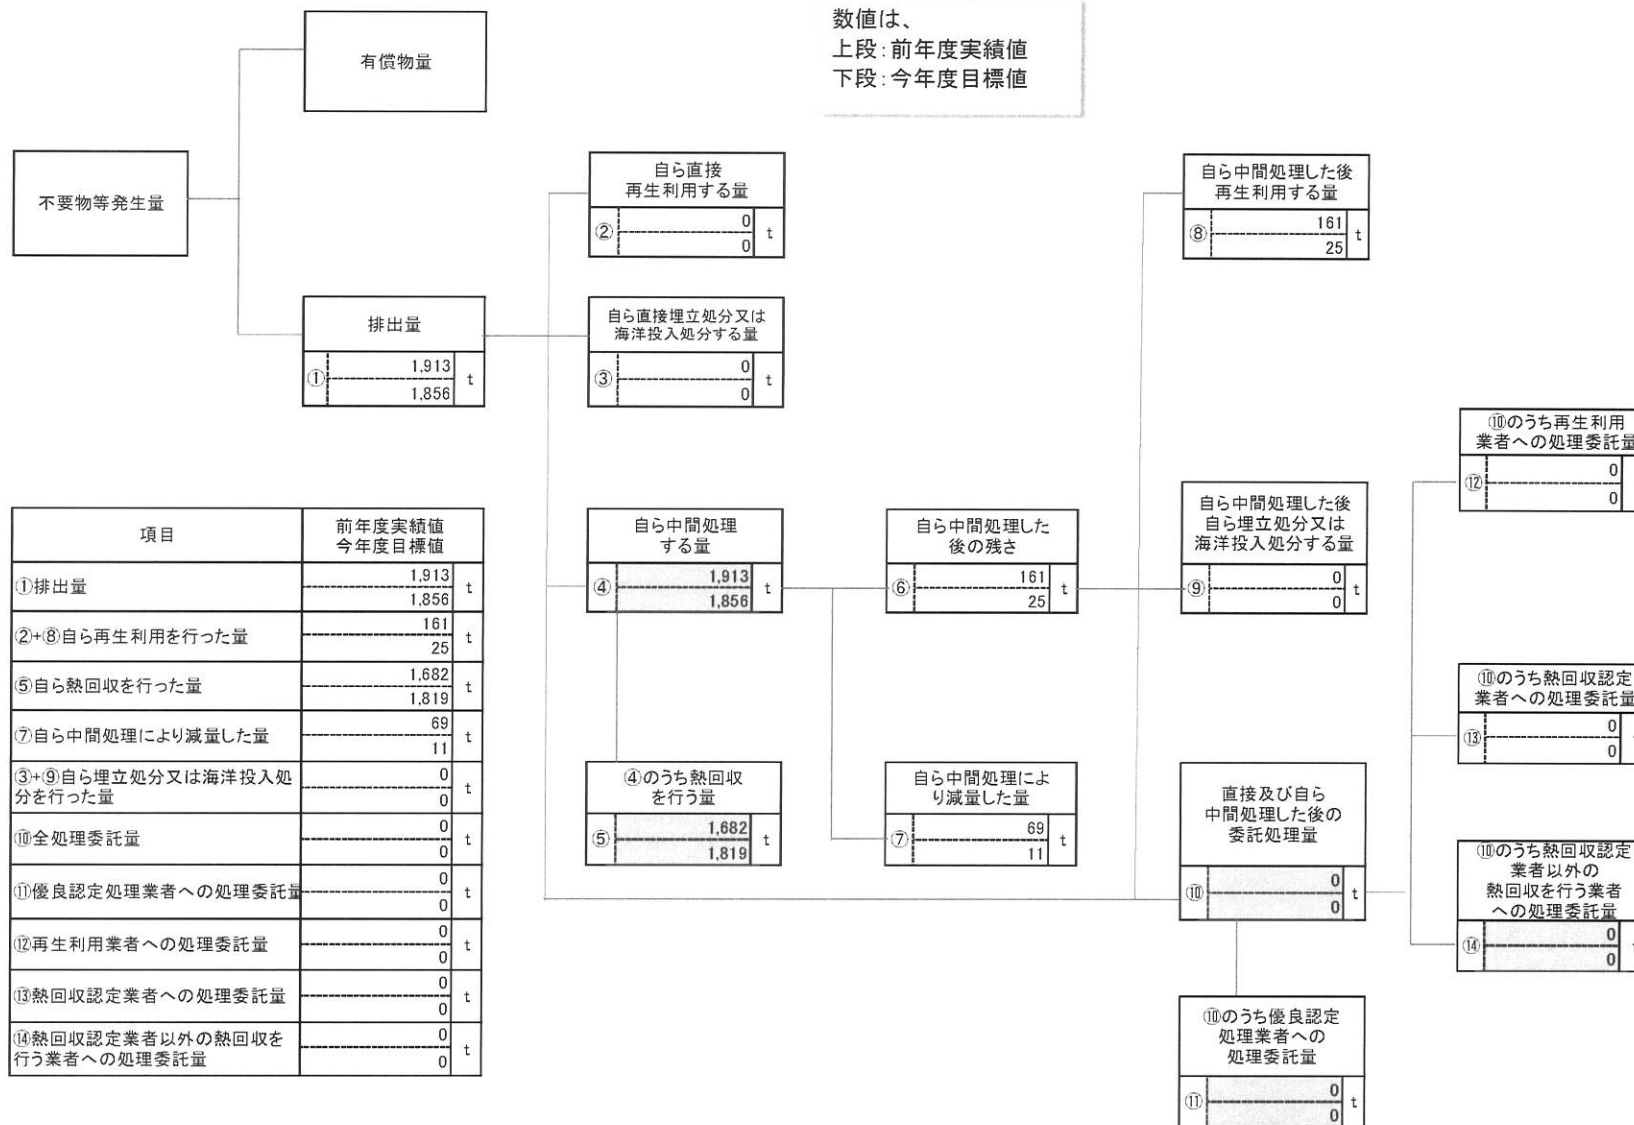 数値は、
上段:前年度実績値
下段:今年度目標値
有償物量
不要物等発生量
自ら直接
再生利用する量
② 0 t
0
自ら中間処理した後
再生利用する量
⑧ 161 t
25
排出量
① 1,913 t
1,856
自ら直接埋立処分又は
海洋投入処分する量
③ 0 t
0
⑩のうち再生利用
業者への処理委託量
⑫ 0
0
自ら中間処理
する量
④ 1,913 t
1,856
自ら中間処理した
後の残さ
⑥ 161 t
25
自ら中間処理した後
自ら埋立処分又は
海洋投入処分する量
⑨ 0 t
0
⑩のうち熱回収認定
業者への処理委託量
⑬ 0
0
④のうち熱回収
を行う量
⑤ 1,682 t
1,819
自ら中間処理によ
り減量した量
⑦ 69 t
11
直接及び自ら
中間処理した後の
委託処理量
⑩ 0 t
0
⑩のうち熱回収認定
業者以外の
熱回収を行う業者
への処理委託量
⑭ 0
0
⑩のうち優良認定
処理業者への
処理委託量
⑪ 0 t
0
項目 前年度実績値
今年度目標値
①排出量 1,913 t
1,856
②+⑧自ら再生利用を行った量 161 t
25
⑤自ら熱回収を行った量 1,682 t
1,819
⑦自ら中間処理により減量した量 69 t
11
③+⑨自ら埋立処分又は海洋投入処
分を行った量 0 t
0
⑩全処理委託量 0 t
0
⑪優良認定処理業者への処理委託量 0 t
0
⑫再生利用業者への処理委託量 0 t
0
⑬熱回収認定業者への処理委託量 0 t
0
⑭熱回収認定業者以外の熱回収を
行う業者への処理委託量 0 t
0